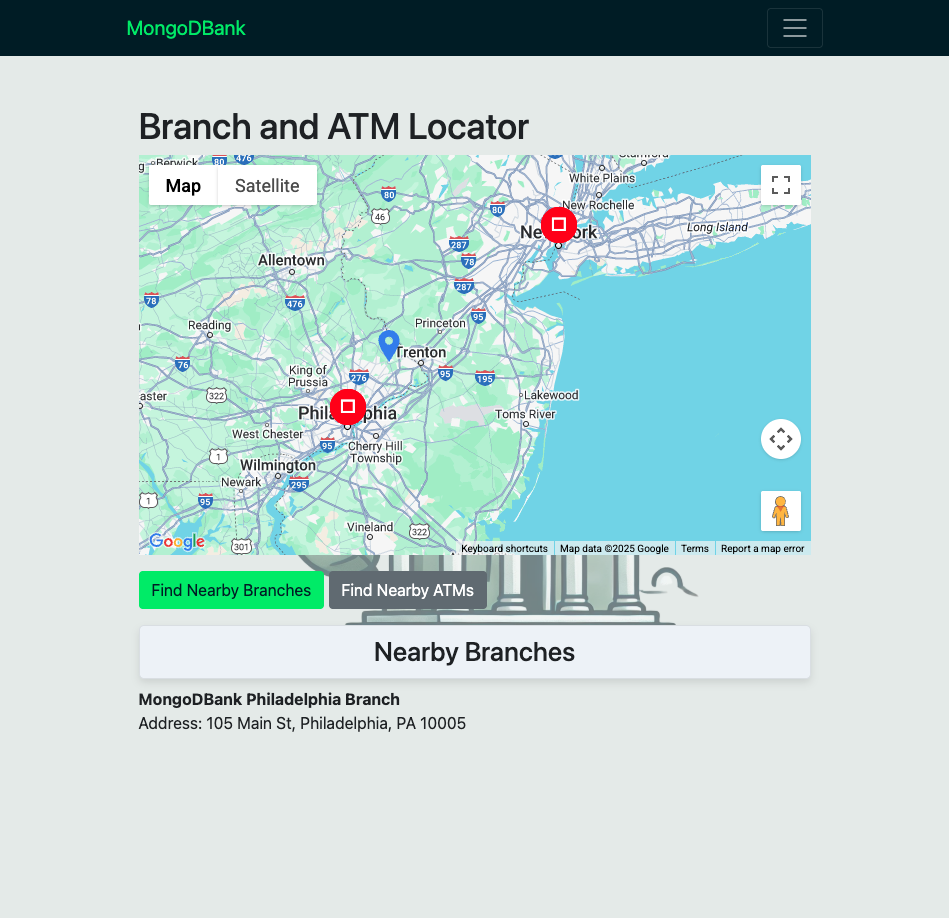 MongoDBank
Branch and ATM Locator
Map
Satellite
Berwick
80
476
Stamford
White Plains
80
80
New Rochelle
46
Long Island
287
Allentown
78
287
78
476
95
Reading
Princeton
Trenton
76
King of
Prussia
276
95
195
322
Lakewood
Toms River
West Chester
95
Cherry Hill
Township
1
Wilmington
Newark
295
1
95
Vineland
322
301
Google
Keyboard shortcuts
Map data ©2025 Google
Terms
Report a map error
Find Nearby Branches
Find Nearby ATMs
Nearby Branches
MongoDBank Philadelphia Branch
Address: 105 Main St, Philadelphia, PA 10005